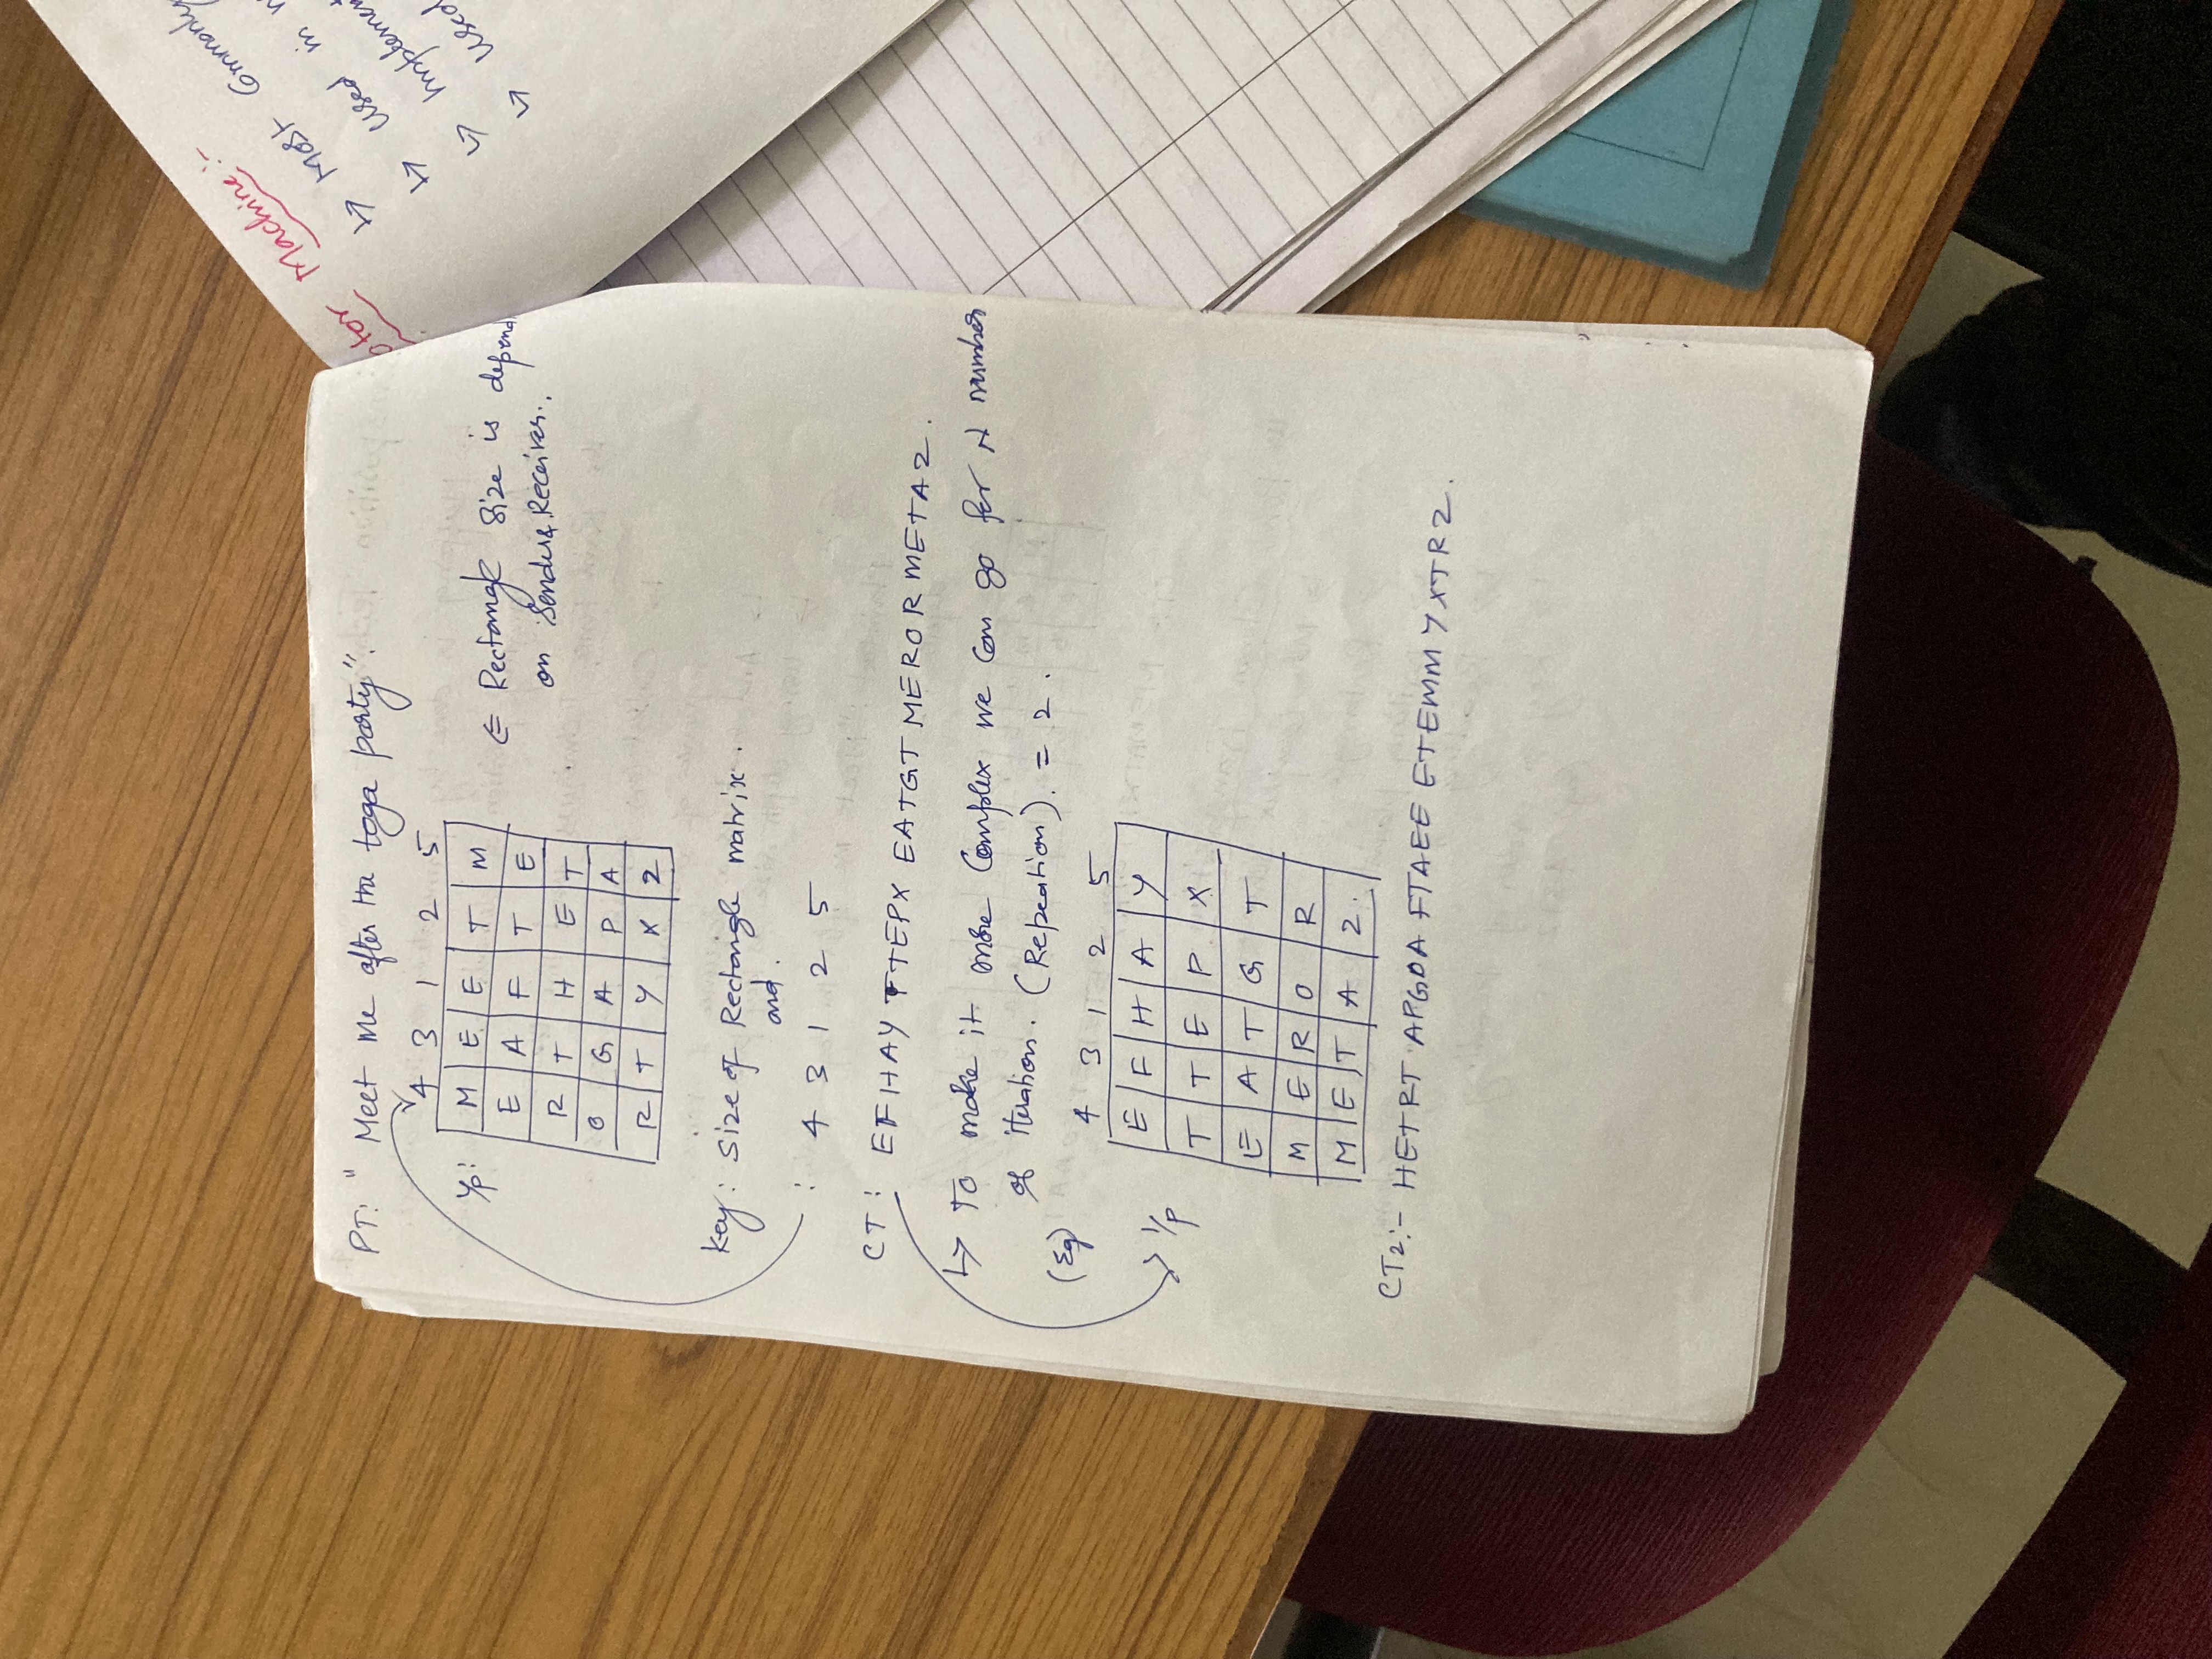 PT: " Meet me after the toga party".
4 3 1 2 5
I/p: M E E T M
E A F T E
R T H E T
O G A P A
R T Y X Z
∈ Rectangle size is depend
on Sender & Receiver..
Key: Size of Rectangle matrix.
and.
: 4 3 1 2 5
CT: EFHAY TTEPX EATGT MEROR METAZ.
↳ To make it more Complex we can go for N number
of iteration. (Repeation). = 2.
(Eg)
4 3 1 2 5
I/p E F H A Y
T T E P X
E A T G T
M E R O R
M E T A Z.
CT2:- HETRT APGOA FTAEE ETEMM YXTRZ.
otor Machine:-
↳ Most Commonly
↳ Used in
↳ Implement
↳ Used